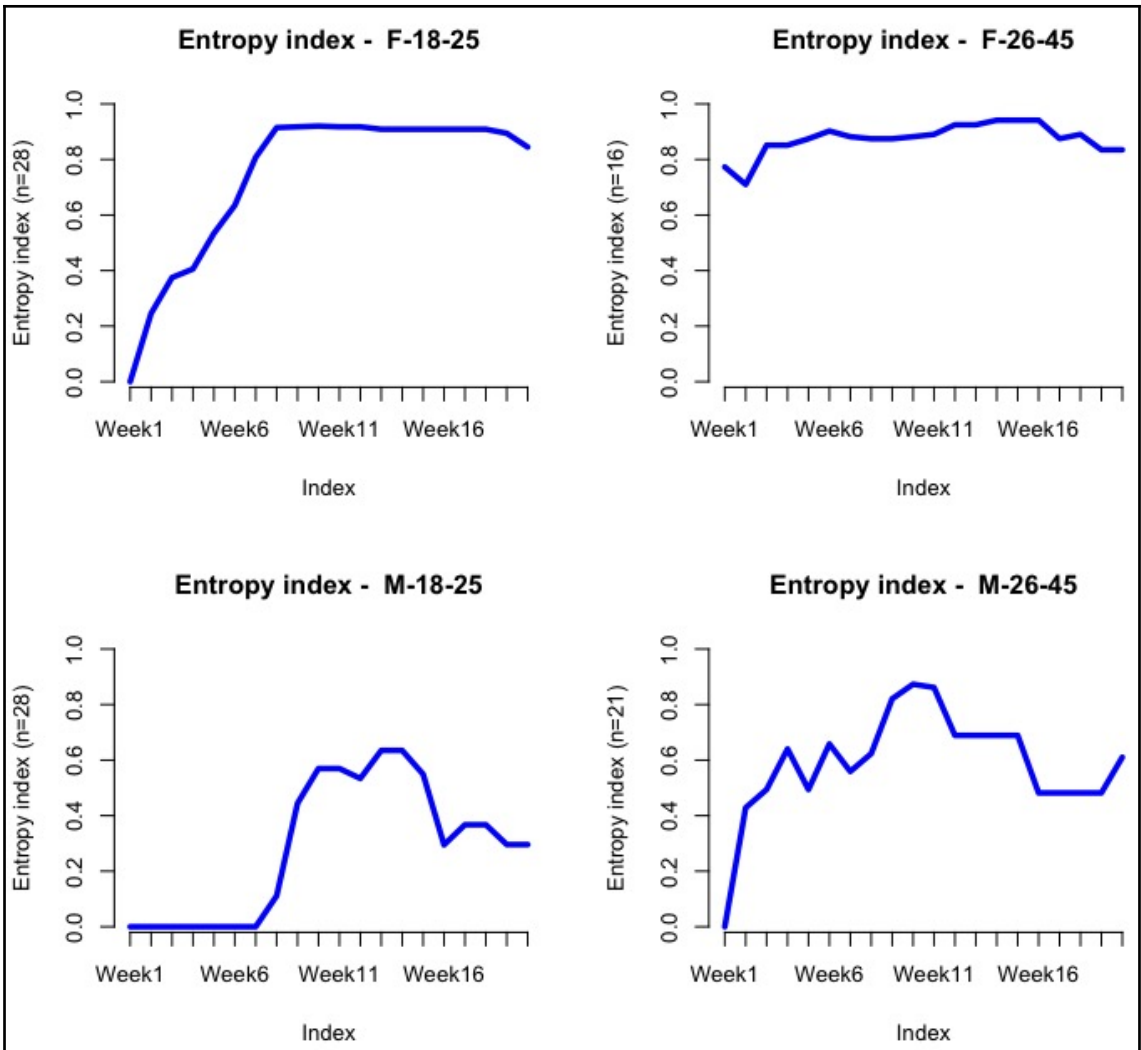 Entropy index -  F-18-25
Entropy index (n=28)
1.0
0.8
0.6
0.4
0.2
0.0
Week1 Week6 Week11 Week16
Index
Entropy index -  F-26-45
Entropy index (n=16)
1.0
0.8
0.6
0.4
0.2
0.0
Week1 Week6 Week11 Week16
Index
Entropy index -  M-18-25
Entropy index (n=28)
1.0
0.8
0.6
0.4
0.2
0.0
Week1 Week6 Week11 Week16
Index
Entropy index -  M-26-45
Entropy index (n=21)
1.0
0.8
0.6
0.4
0.2
0.0
Week1 Week6 Week11 Week16
Index